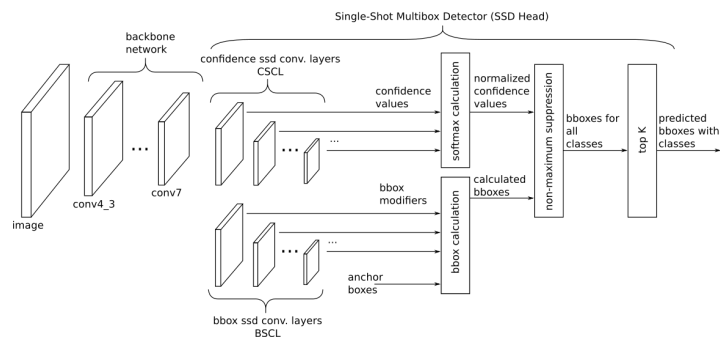 Single-Shot Multibox Detector (SSD Head)
backbone
network
confidence ssd conv. layers
CSCL
confidence
values
softmax calculation
normalized
confidence
values
non-maximum suppression
bboxes for
all
classes
top K
predicted
bboxes with
classes
...
...
...
image
conv4_3
conv7
bbox
modifiers
bbox calculation
calculated
bboxes
...
...
anchor
boxes
bbox ssd conv. layers
BSCL